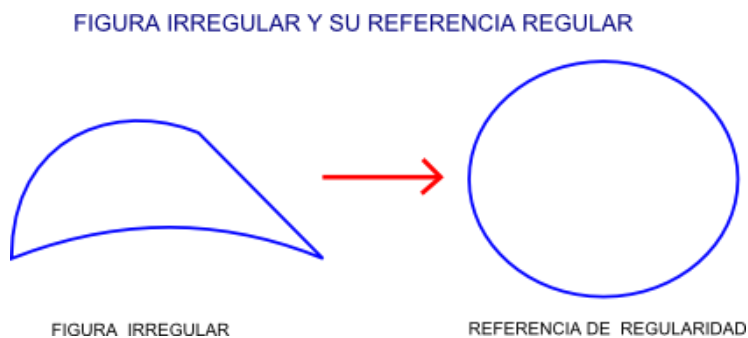 FIGURA IRREGULAR Y SU REFERENCIA REGULAR
FIGURA IRREGULAR
REFERENCIA DE REGULARIDAD